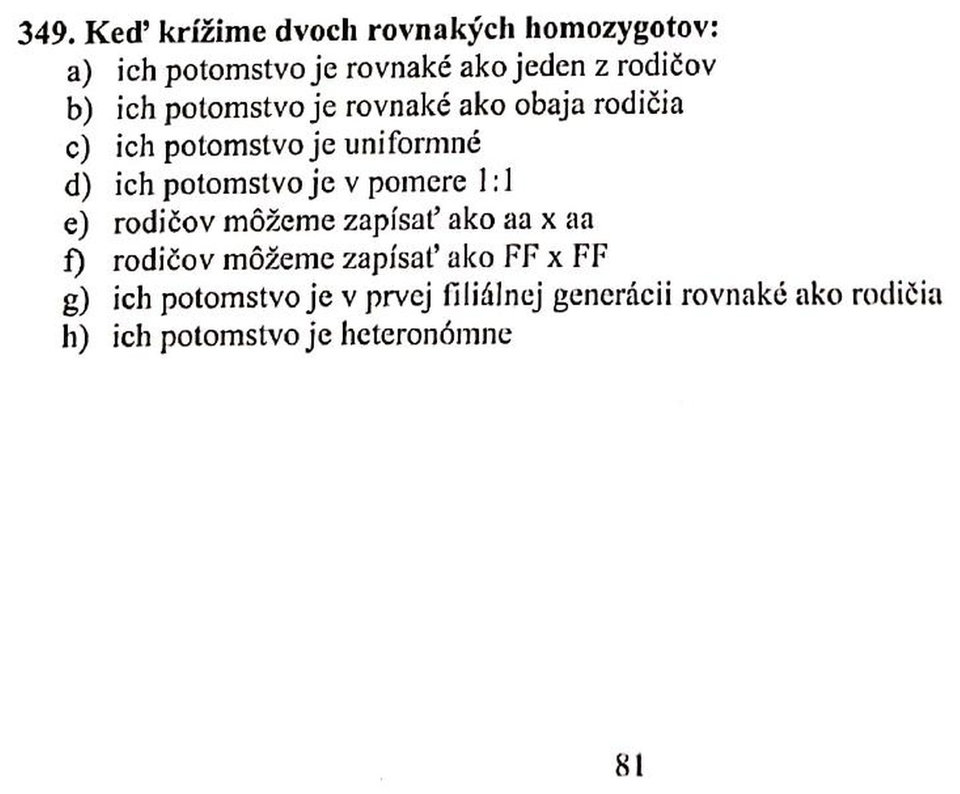 349. Keď krížime dvoch rovnakých homozygotov:
a) ich potomstvo je rovnaké ako jeden z rodičov
b) ich potomstvo je rovnaké ako obaja rodičia
c) ich potomstvo je uniformné
d) ich potomstvo je v pomere 1:1
e) rodičov môžeme zapísať ako aa x aa
f) rodičov môžeme zapísať ako FF x FF
g) ich potomstvo je v prvej filiálnej generácii rovnaké ako rodičia
h) ich potomstvo je heteronómne
81